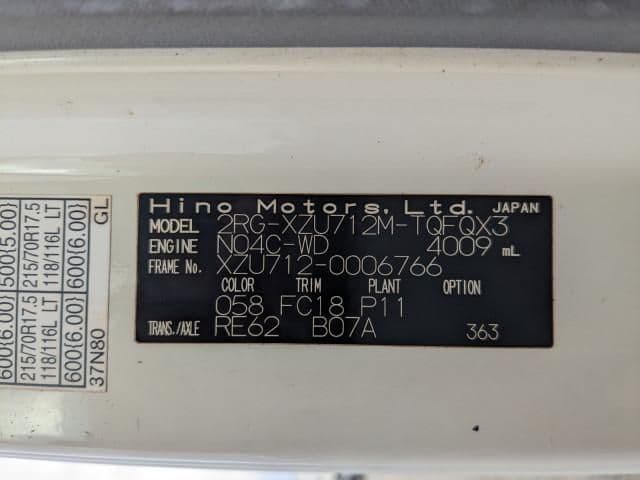 Hino Motors, Ltd. JAPAN
MODEL 2RG-XZU712M-TQFQX3
ENGINE N04C-WD 4009 mL
FRAME No. XZU712-0006766
COLOR TRIM PLANT OPTION
058 FC18 P11
TRANS./AXLE RE62 B07A 363
600(6.00) 500(5.00)
215/70R17.5 215/70R17.5
118/116L LT 118/116L LT
600(6.00) 600(6.00)
37N80 GL